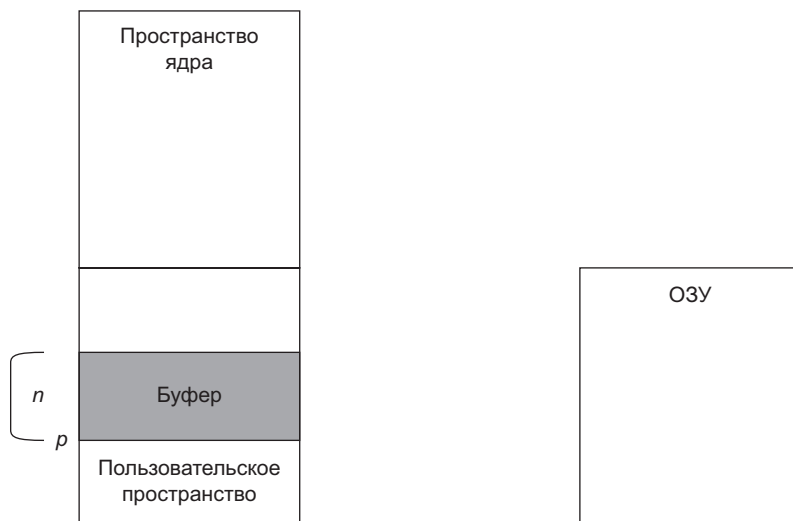 Пространство
ядра
ОЗУ
n
Буфер
p
Пользовательское
пространство